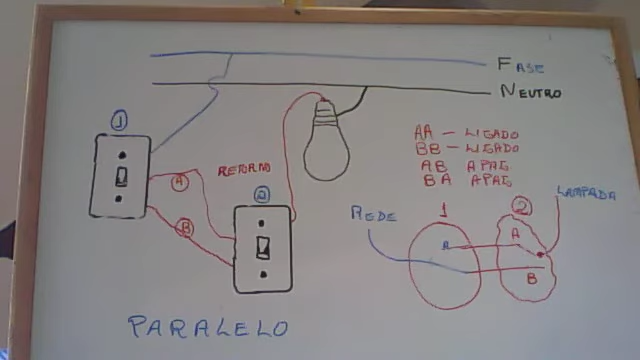 FASE
NEUTRO
1
A
RETORNO
B
2
AA - LIGADO
BB - LIGADO
AB APAG
BA APAG
REDE
1
2
LAMPADA
A
A
B
PARALELO